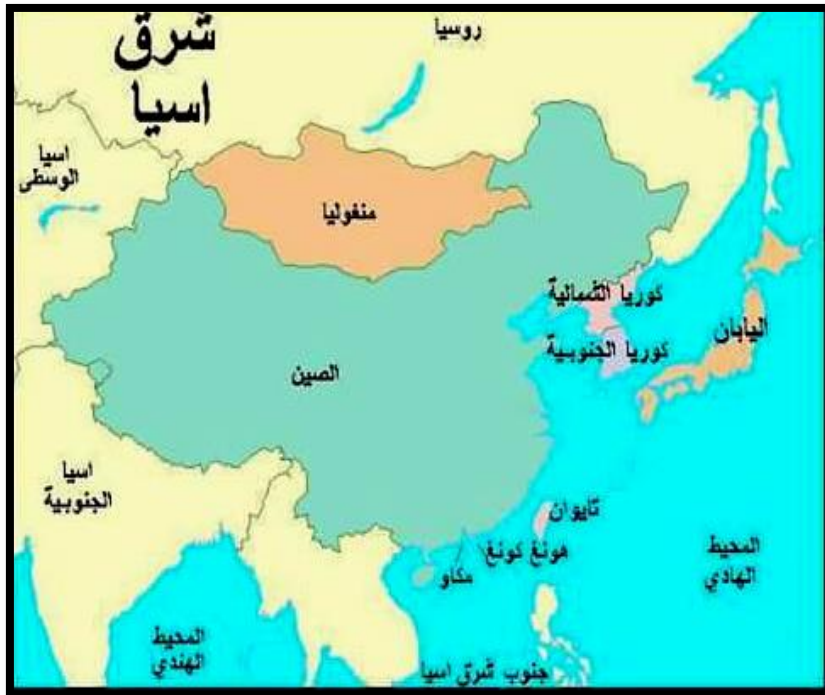 شرق
اسيا
روسيا
اسيا
الوسطى
منغوليا
كوريا الشمالية
اليابان
كوريا الجنوبية
الصين
اسيا
الجنوبية
تايوان
هونغ كونغ
مكاو
المحيط
الهادي
المحيط
الهندي
جنوب شرق اسيا